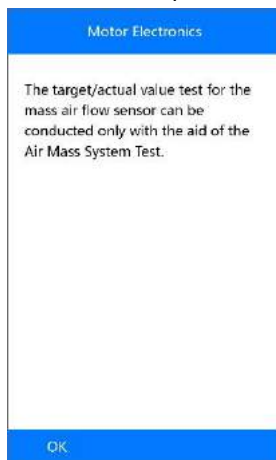 Motor Electronics
The target/actual value test for the
mass air flow sensor can be
conducted only with the aid of the
Air Mass System Test.
OK